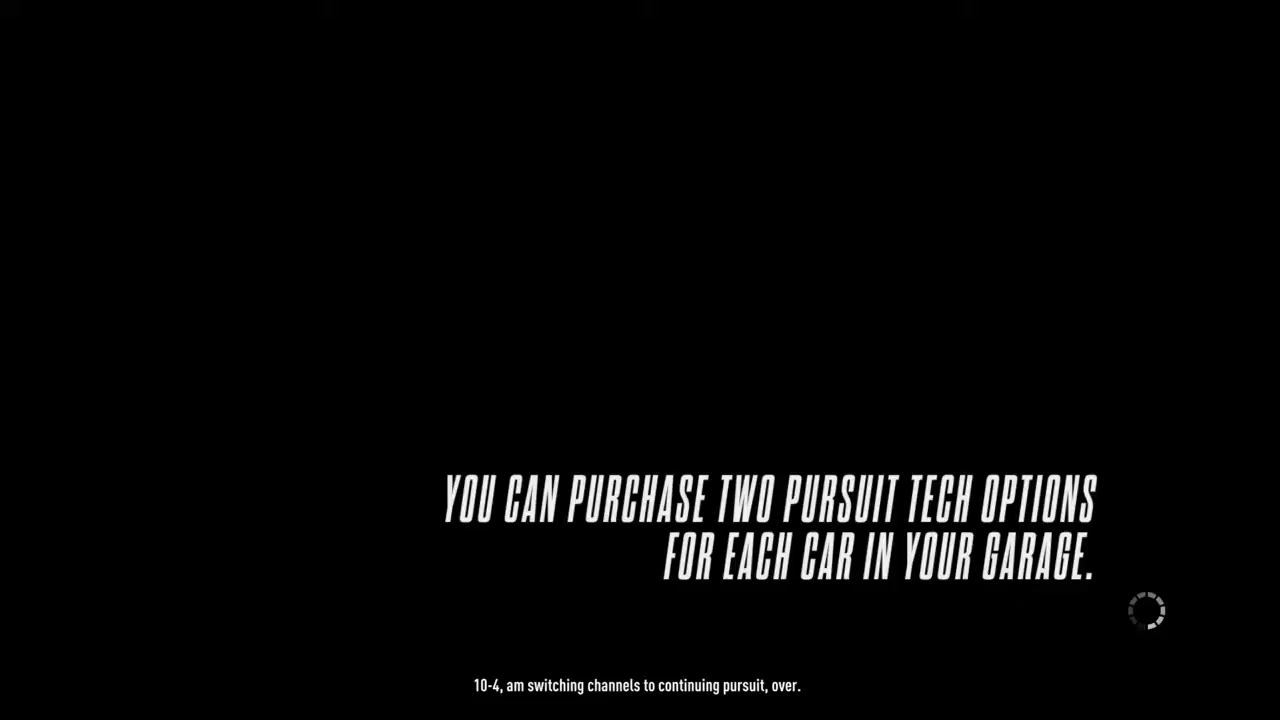 YOU CAN PURCHASE TWO PURSUIT TECH OPTIONS
FOR EACH CAR IN YOUR GARAGE.
10-4, am switching channels to continuing pursuit, over.